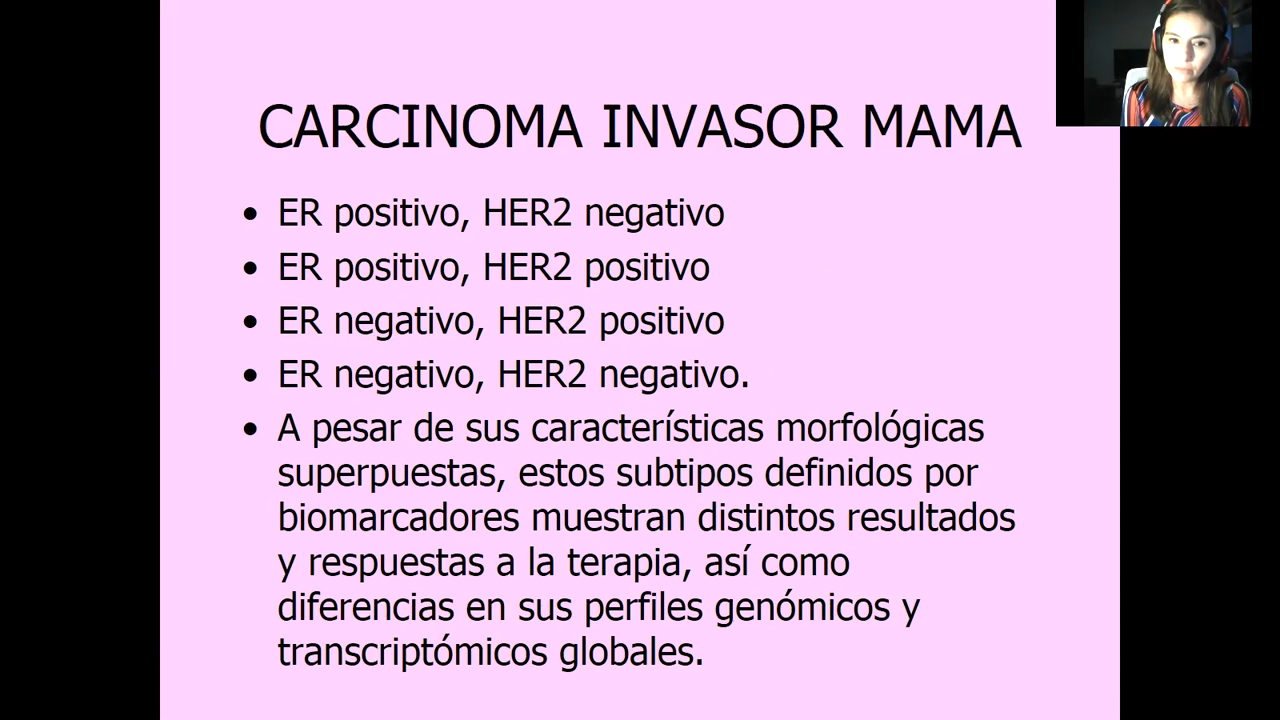 CARCINOMA INVASOR MAMA
• ER positivo, HER2 negativo
• ER positivo, HER2 positivo
• ER negativo, HER2 positivo
• ER negativo, HER2 negativo.
• A pesar de sus características morfológicas
superpuestas, estos subtipos definidos por
biomarcadores muestran distintos resultados
y respuestas a la terapia, así como
diferencias en sus perfiles genómicos y
transcriptómicos globales.